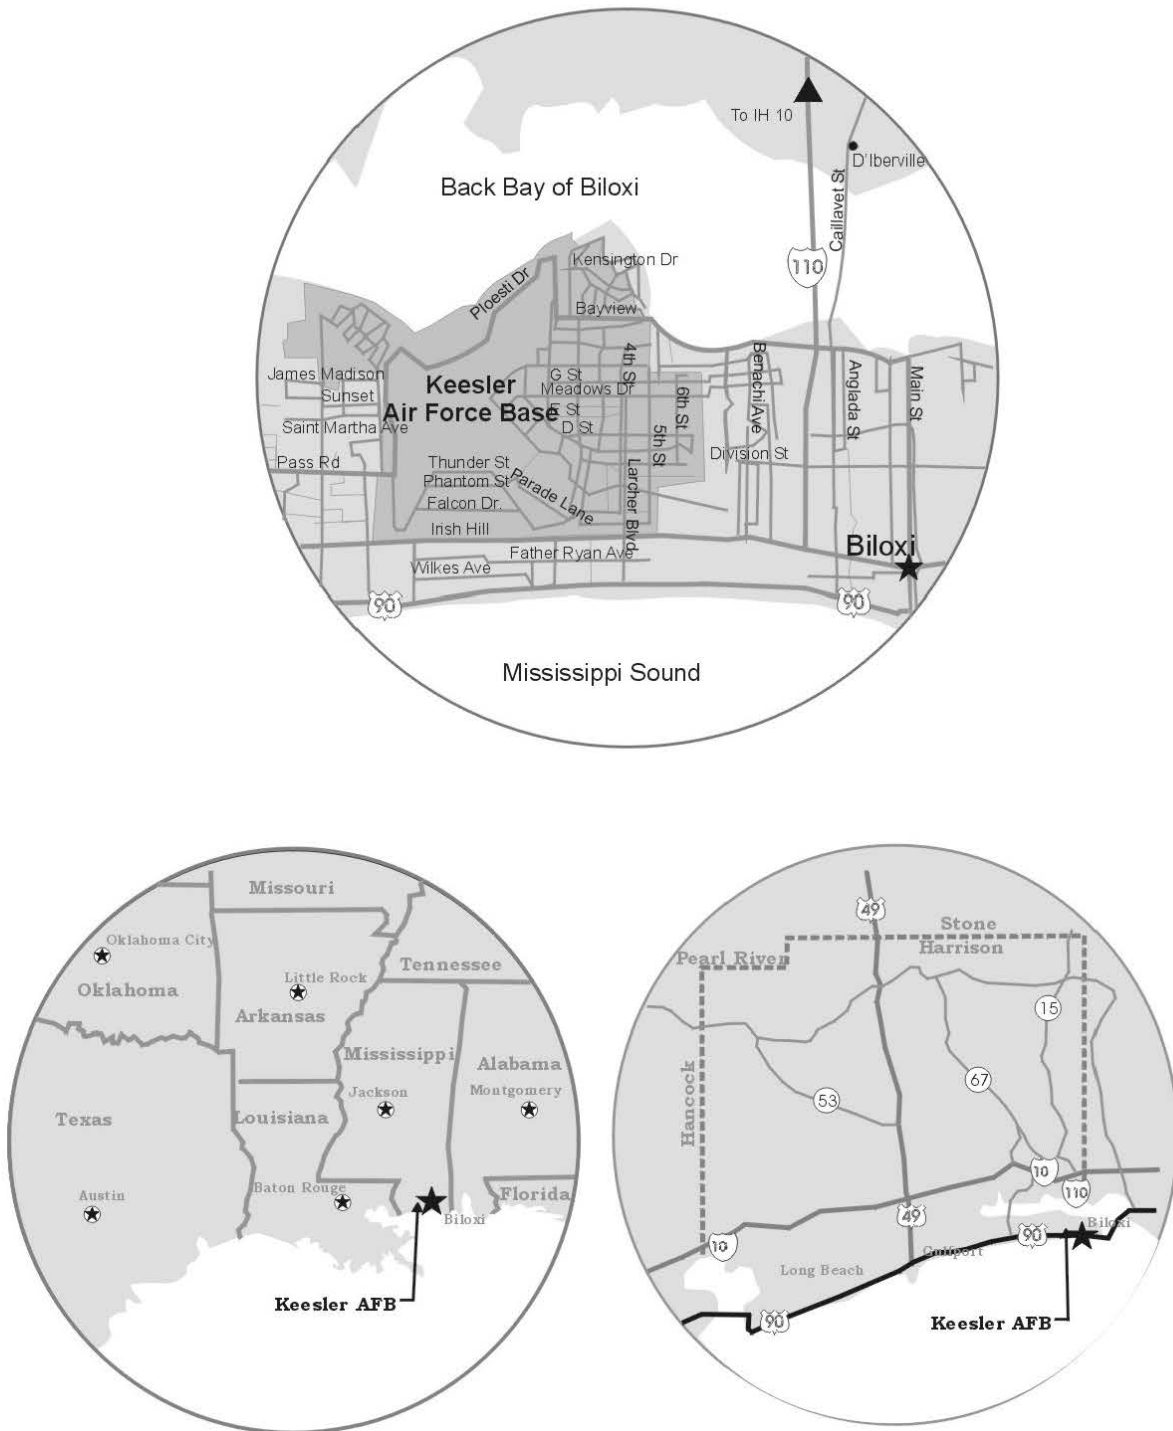 To IH 10
D'Iberville
Back Bay of Biloxi
Caillavet St
Kensington Dr
110
Ploesti Dr
Bayview
James Madison
Keesler
Air Force Base
G St
4th St
Meadows Dr
6th St
Benachi Ave
Anglada St
Main St
Sunset
E St
Saint Martha Ave
D St
5th St
Pass Rd
Division St
Thunder St
Phantom St
Parade Lane
Larcher Blvd
Falcon Dr.
Irish Hill
Biloxi
Father Ryan Ave
Wilkes Ave
90
90
Mississippi Sound
Missouri
Oklahoma City
Tennessee
Little Rock
Oklahoma
Arkansas
Mississippi
Alabama
Jackson
Montgomery
Texas
Louisiana
Austin
Baton Rouge
Florida
Biloxi
Keesler AFB
49
Stone
Harrison
Pearl River
15
67
Hancock
53
10
110
49
Biloxi
10
90
Gulfport
Long Beach
90
Keesler AFB